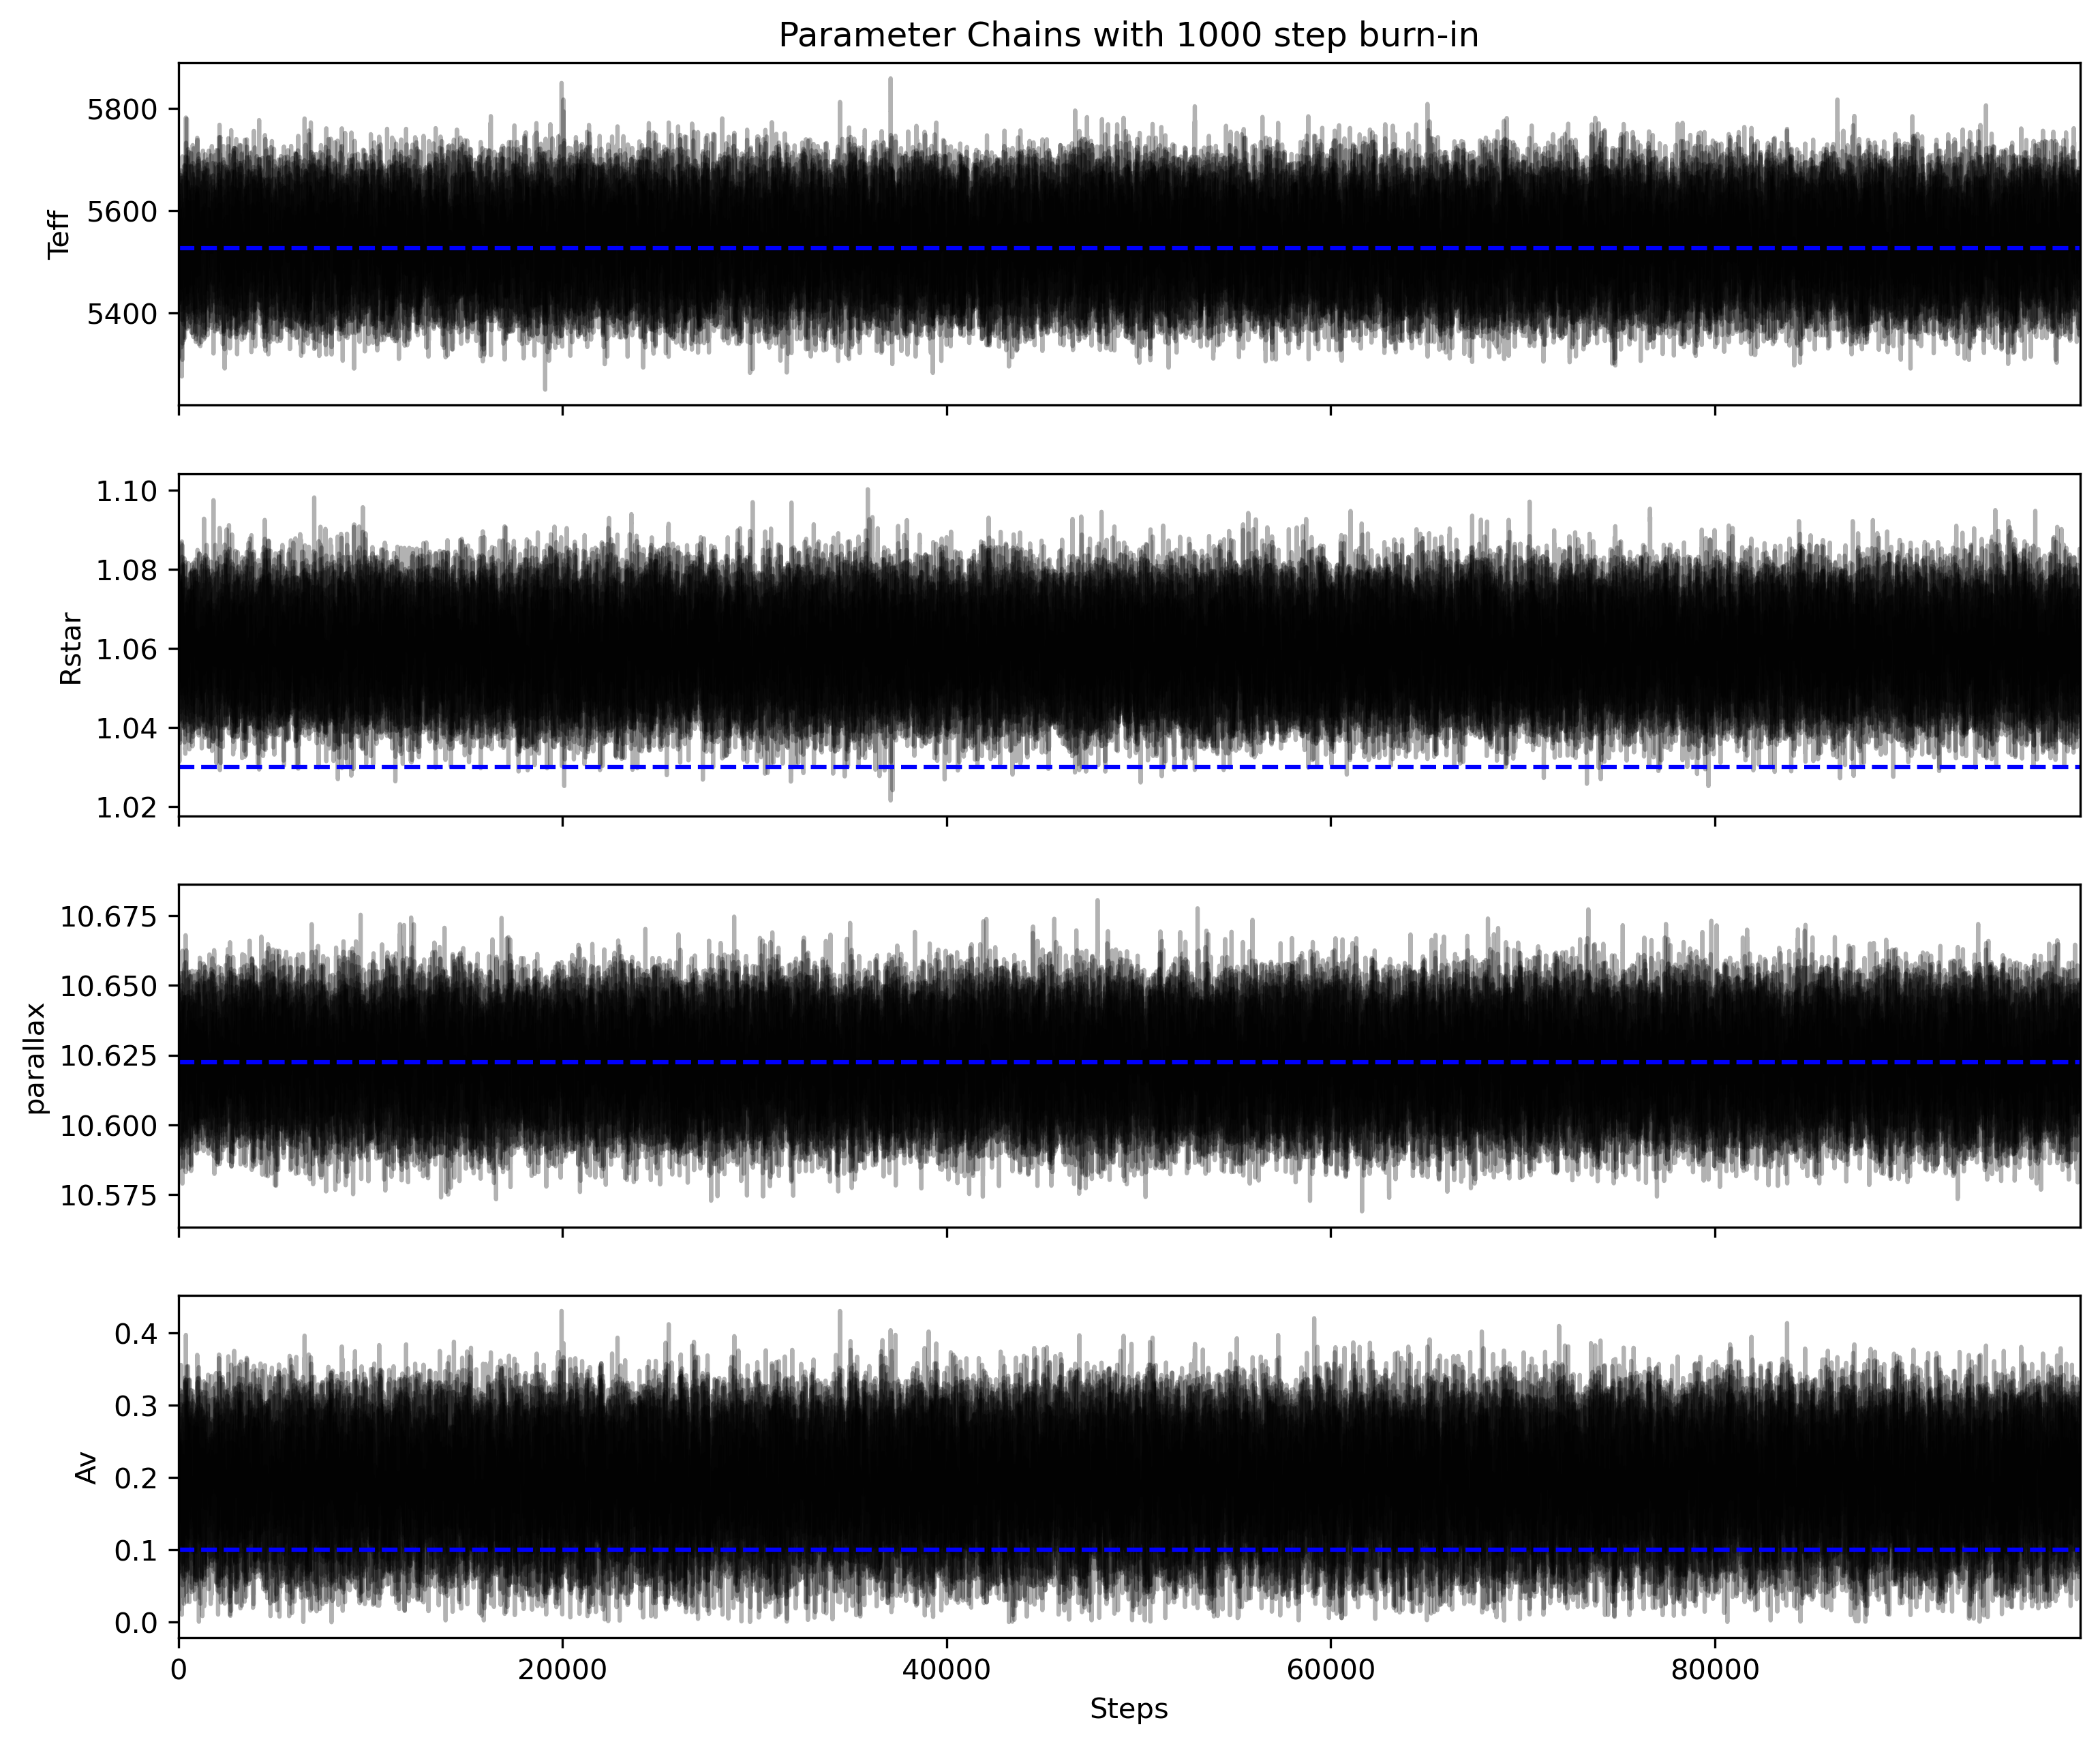 Parameter Chains with 1000 step burn-in
5800
5600
5400
Teff
1.10
1.08
1.06
1.04
1.02
Rstar
10.675
10.650
10.625
10.600
10.575
parallax
0.4
0.3
0.2
0.1
0.0
Av
0 20000 40000 60000 80000
Steps